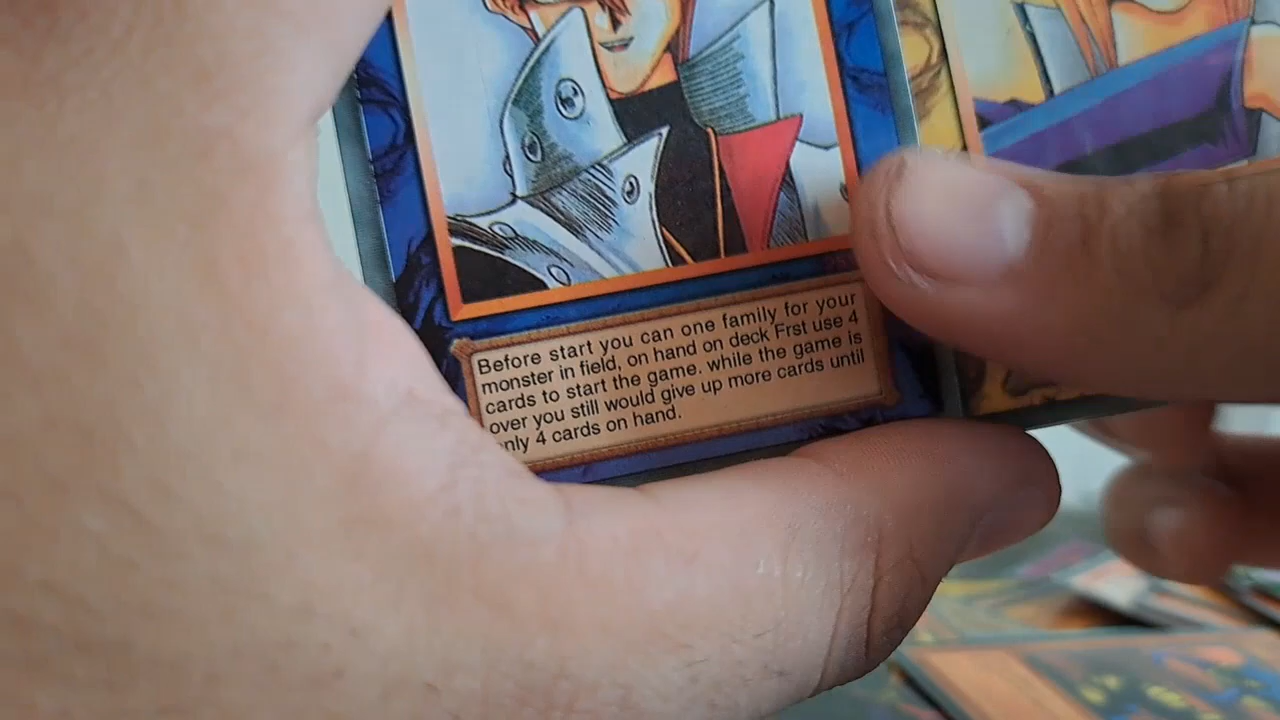 Before start you can one family for your
monster in field, on hand on deck Frst use 4
cards to start the game. while the game is
over you still would give up more cards until
nly 4 cards on hand.